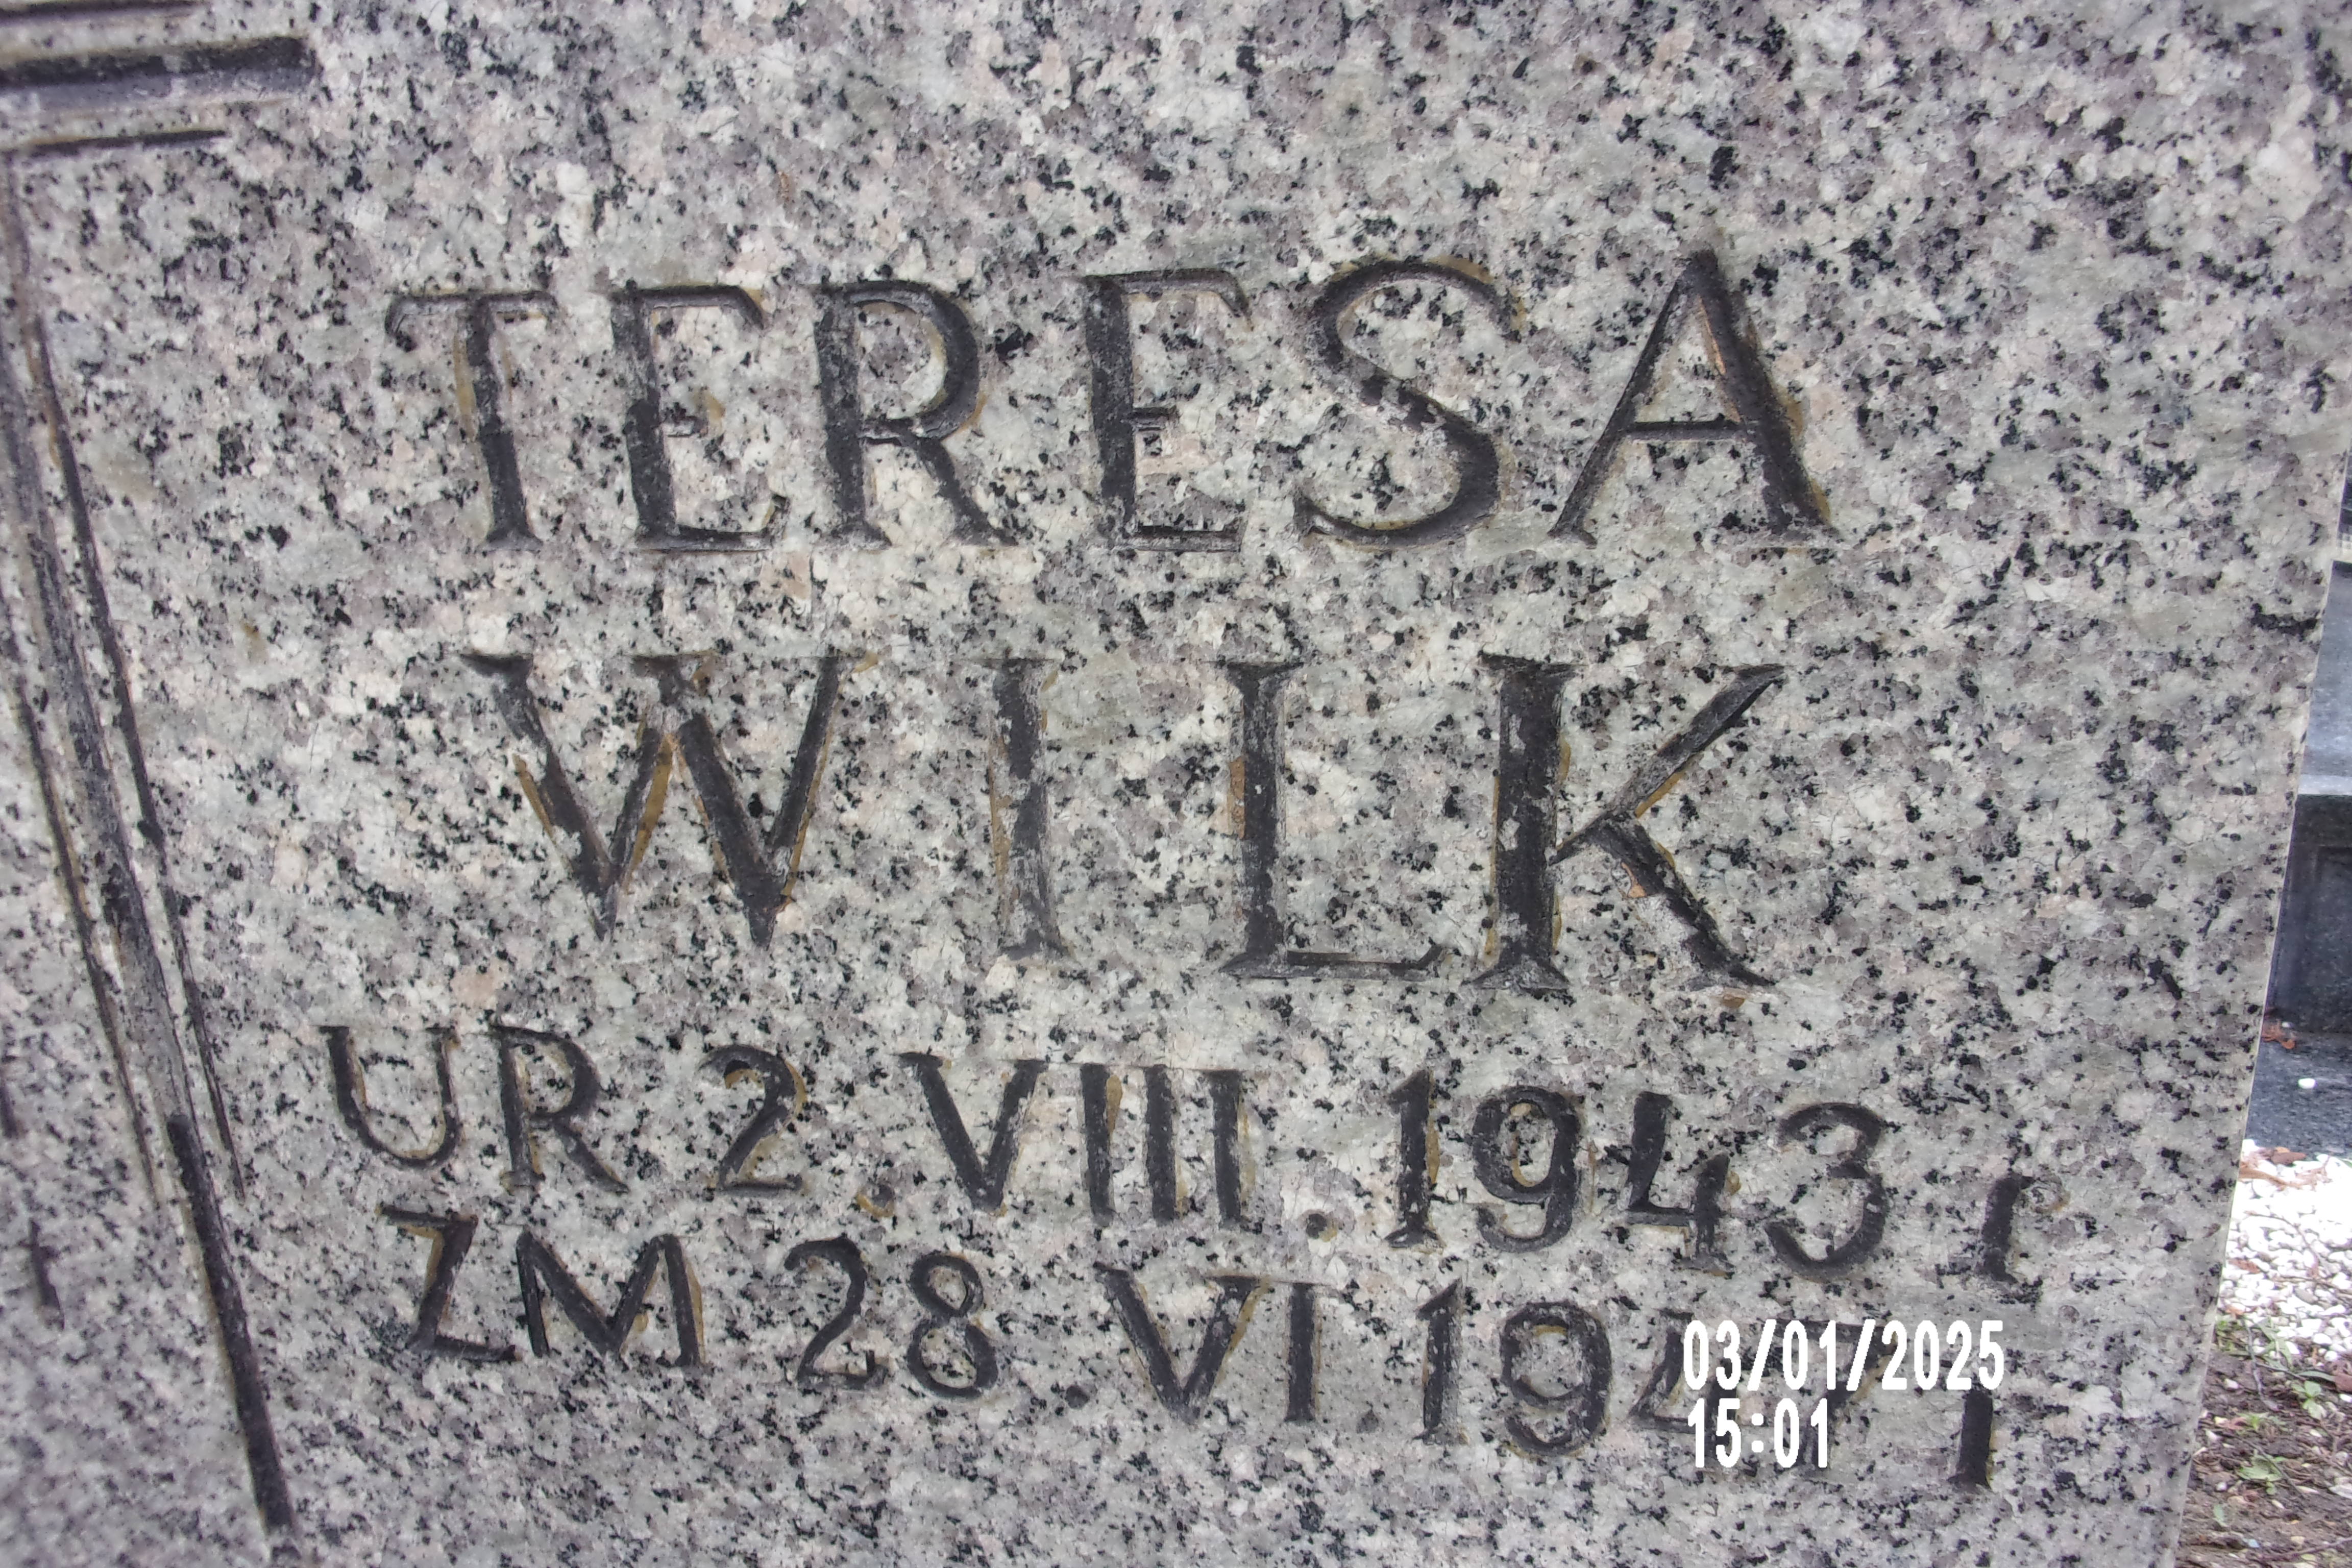 TERESA
WILK
UR 2. VIII. 1943 r
ZM 28. VI. r
03/01/2025
15:01